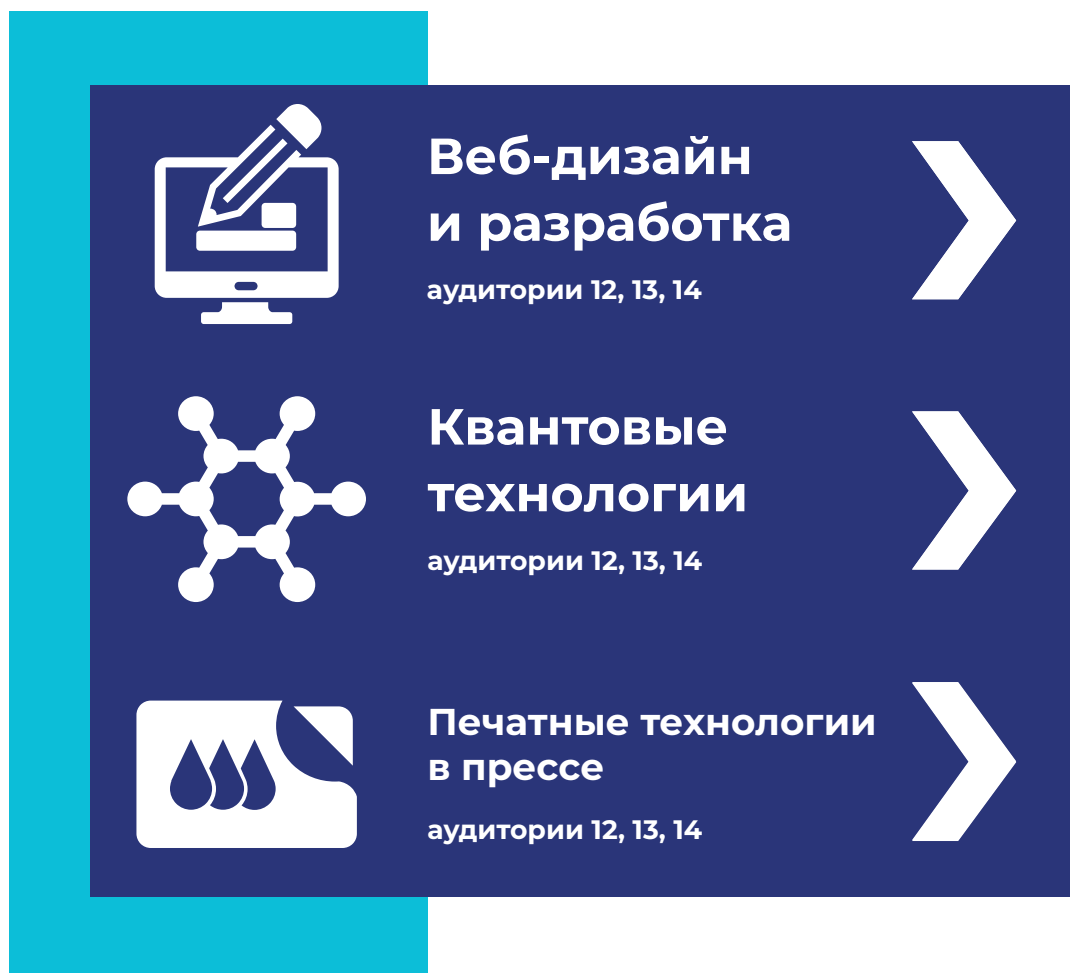 Веб-дизайн
и разработка
аудитории 12, 13, 14
Квантовые
технологии
аудитории 12, 13, 14
Печатные технологии
в прессе
аудитории 12, 13, 14